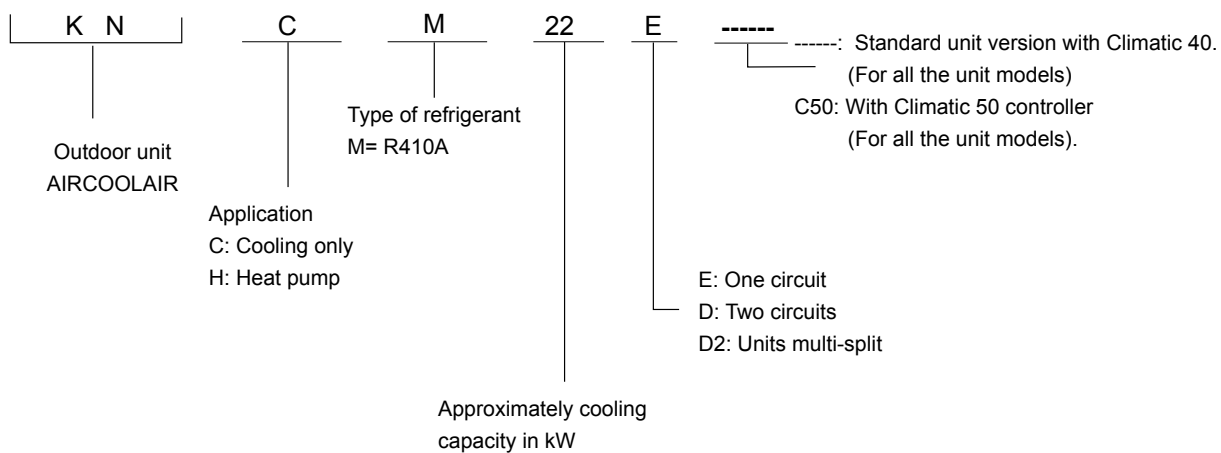 K N C M 22 E ------
------: Standard unit version with Climatic 40.
(For all the unit models)
C50: With Climatic 50 controller
(For all the unit models).
Type of refrigerant
M= R410A
Outdoor unit
AIRCOOLAIR
Application
C: Cooling only
H: Heat pump
E: One circuit
D: Two circuits
D2: Units multi-split
Approximately cooling
capacity in kW